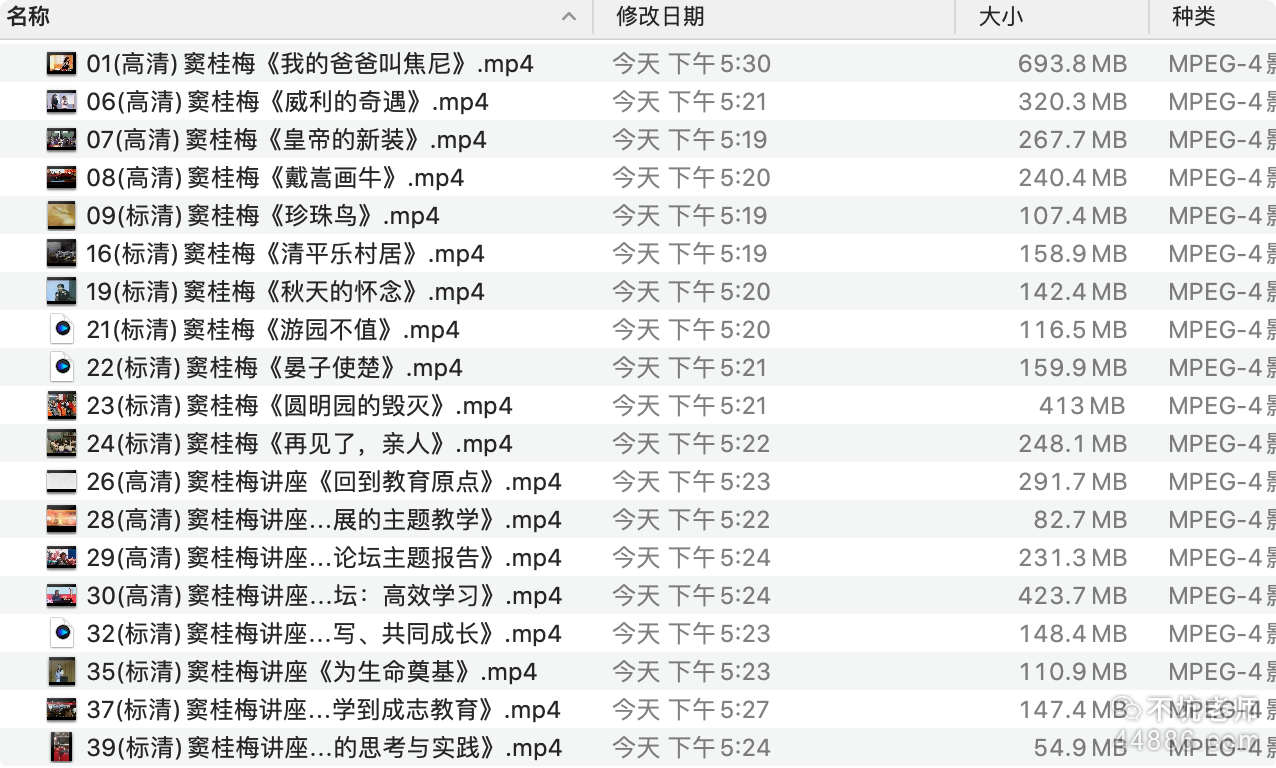 名称 修改日期 大小 种类
01(高清) 窦桂梅《我的爸爸叫焦尼》.mp4 今天 下午 5:30 693.8 MB MPEG-4 影
06(高清) 窦桂梅《威利的奇遇》.mp4 今天 下午 5:21 320.3 MB MPEG-4 影
07(高清) 窦桂梅《皇帝的新装》.mp4 今天 下午 5:19 267.7 MB MPEG-4 影
08(高清) 窦桂梅《戴嵩画牛》.mp4 今天 下午 5:20 240.4 MB MPEG-4 影
09(标清) 窦桂梅《珍珠鸟》.mp4 今天 下午 5:19 107.4 MB MPEG-4 影
16(标清) 窦桂梅《清平乐村居》.mp4 今天 下午 5:19 158.9 MB MPEG-4 影
19(标清) 窦桂梅《秋天的怀念》.mp4 今天 下午 5:20 142.4 MB MPEG-4 影
21(标清) 窦桂梅《游园不值》.mp4 今天 下午 5:20 116.5 MB MPEG-4 影
22(标清) 窦桂梅《晏子使楚》.mp4 今天 下午 5:21 159.9 MB MPEG-4 影
23(标清) 窦桂梅《圆明园的毁灭》.mp4 今天 下午 5:21 413 MB MPEG-4 影
24(标清) 窦桂梅《再见了，亲人》.mp4 今天 下午 5:22 248.1 MB MPEG-4 影
26(高清) 窦桂梅讲座《回到教育原点》.mp4 今天 下午 5:23 291.7 MB MPEG-4 影
28(高清) 窦桂梅讲座...展的主题教学》.mp4 今天 下午 5:22 82.7 MB MPEG-4 影
29(高清) 窦桂梅讲座...论坛主题报告》.mp4 今天 下午 5:24 231.3 MB MPEG-4 影
30(高清) 窦桂梅讲座...坛：高效学习》.mp4 今天 下午 5:24 423.7 MB MPEG-4 影
32(标清) 窦桂梅讲座...写、共同成长》.mp4 今天 下午 5:23 148.4 MB MPEG-4 影
35(标清) 窦桂梅讲座《为生命奠基》.mp4 今天 下午 5:23 110.9 MB MPEG-4 影
37(标清) 窦桂梅讲座...学到成志教育》.mp4 今天 下午 5:27 147.4 MB MPEG-4
不境老师
39(标清) 窦桂梅讲座...的思考与实践》.mp4 今天 下午 5:24 54.9 MB MPEG-4 影
44886.com